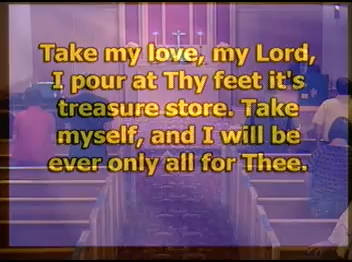 Take my love, my Lord,
I pour at Thy feet it's
treasure store. Take
myself, and I will be
ever only all for Thee.